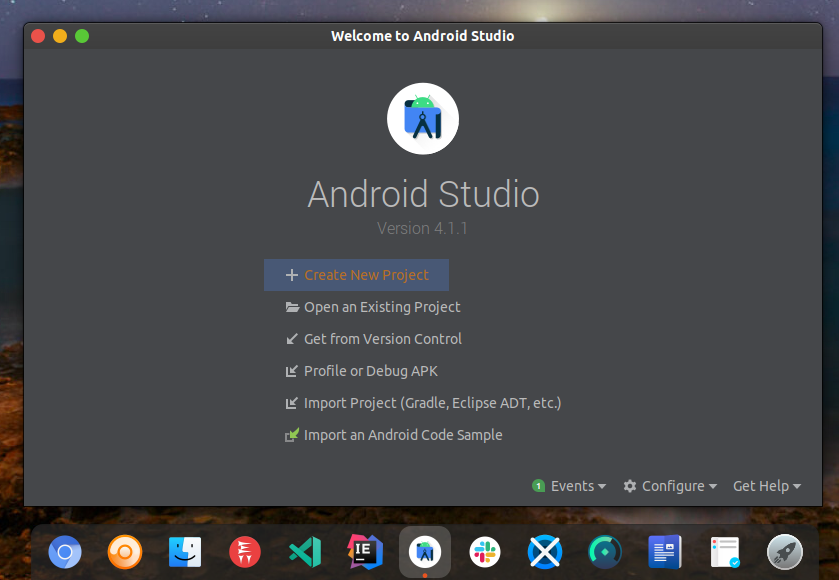 Welcome to Android Studio
Android Studio
Version 4.1.1
Create New Project
Open an Existing Project
Get from Version Control
Profile or Debug APK
Import Project (Gradle, Eclipse ADT, etc.)
Import an Android Code Sample
1 Events Configure Get Help
IE